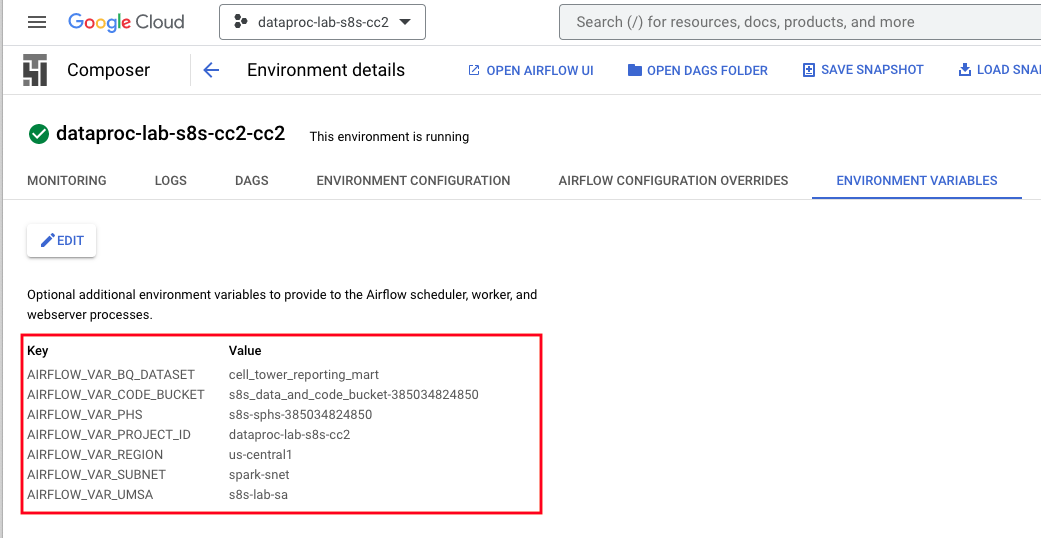 Google Cloud dataproc-lab-s8s-cc2 Search (/) for resources, docs, products, and more
Composer Environment details OPEN AIRFLOW UI OPEN DAGS FOLDER SAVE SNAPSHOT LOAD SNA
dataproc-lab-s8s-cc2-cc2 This environment is running
MONITORING LOGS DAGS ENVIRONMENT CONFIGURATION AIRFLOW CONFIGURATION OVERRIDES ENVIRONMENT VARIABLES
EDIT
Optional additional environment variables to provide to the Airflow scheduler, worker, and
webserver processes.
Key Value
AIRFLOW_VAR_BQ_DATASET cell_tower_reporting_mart
AIRFLOW_VAR_CODE_BUCKET s8s_data_and_code_bucket-385034824850
AIRFLOW_VAR_PHS s8s-sphs-385034824850
AIRFLOW_VAR_PROJECT_ID dataproc-lab-s8s-cc2
AIRFLOW_VAR_REGION us-central1
AIRFLOW_VAR_SUBNET spark-snet
AIRFLOW_VAR_UMSA s8s-lab-sa